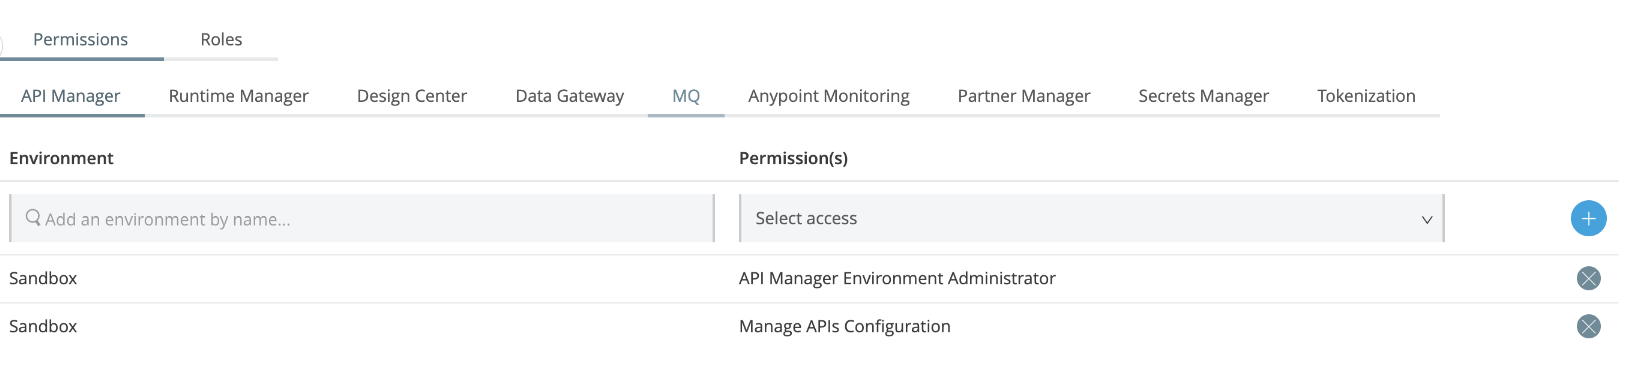 Permissions Roles
API Manager Runtime Manager Design Center Data Gateway MQ Anypoint Monitoring Partner Manager Secrets Manager Tokenization
Environment Permission(s)
Add an environment by name... Select access
Sandbox API Manager Environment Administrator
Sandbox Manage APIs Configuration